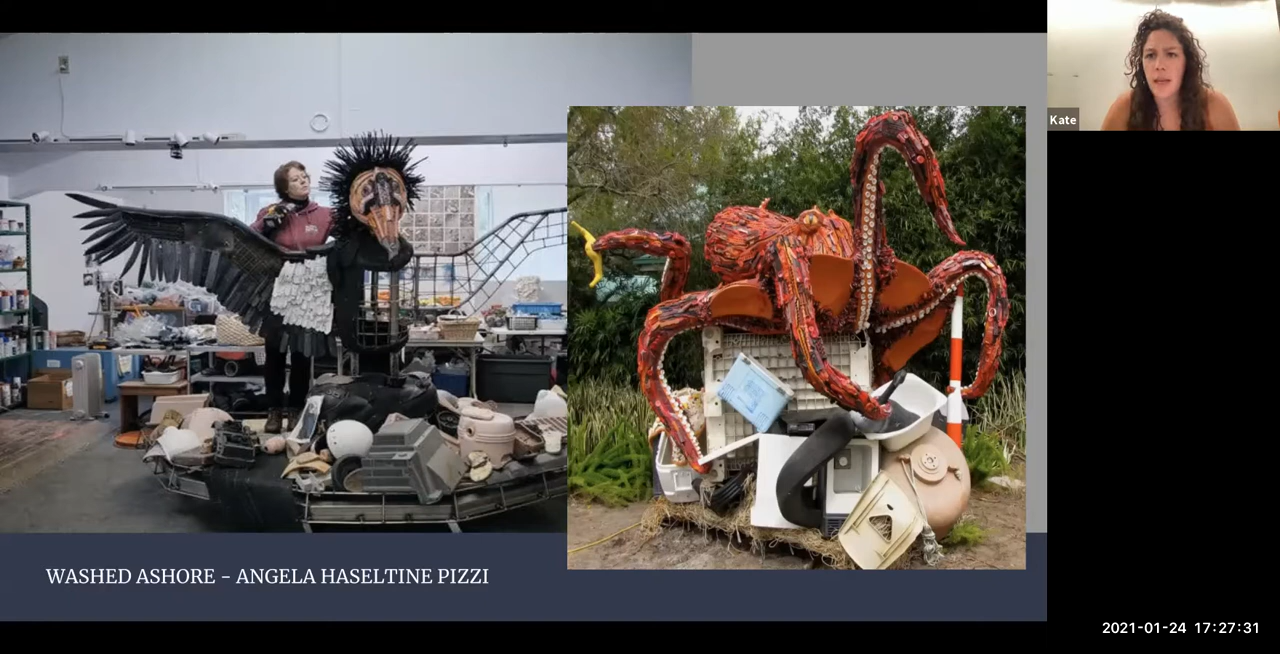 Kate
WASHED ASHORE – ANGELA HASELTINE PIZZI
2021-01-24 17:27:31